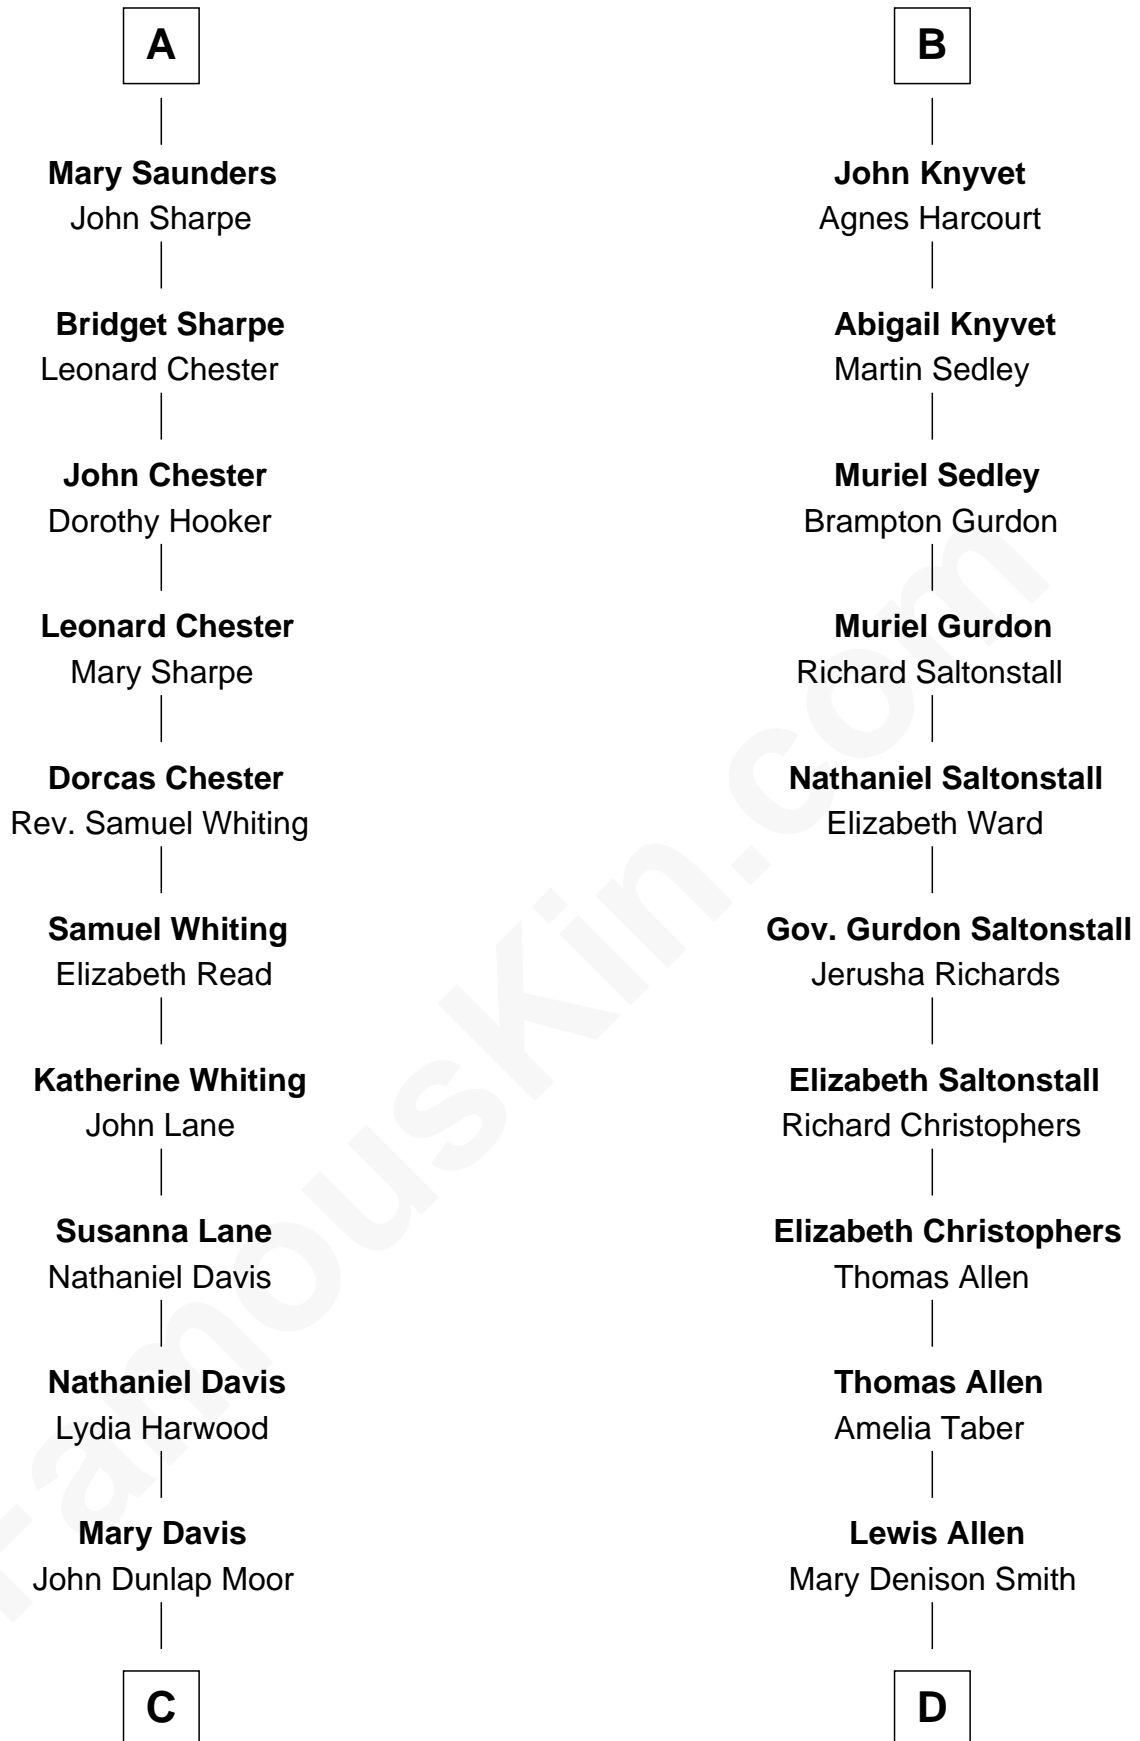 A
Mary Saunders
John Sharpe
Bridget Sharpe
Leonard Chester
John Chester
Dorothy Hooker
Leonard Chester
Mary Sharpe
Dorcas Chester
Rev. Samuel Whiting
Samuel Whiting
Elizabeth Read
Katherine Whiting
John Lane
Susanna Lane
Nathaniel Davis
Nathaniel Davis
Lydia Harwood
Mary Davis
John Dunlap Moor
C
B
John Knyvet
Agnes Harcourt
Abigail Knyvet
Martin Sedley
Muriel Sedley
Brampton Gurdon
Muriel Gurdon
Richard Saltonstall
Nathaniel Saltonstall
Elizabeth Ward
Gov. Gurdon Saltonstall
Jerusha Richards
Elizabeth Saltonstall
Richard Christophers
Elizabeth Christophers
Thomas Allen
Thomas Allen
Amelia Taber
Lewis Allen
Mary Denison Smith
D
FamousKin.com